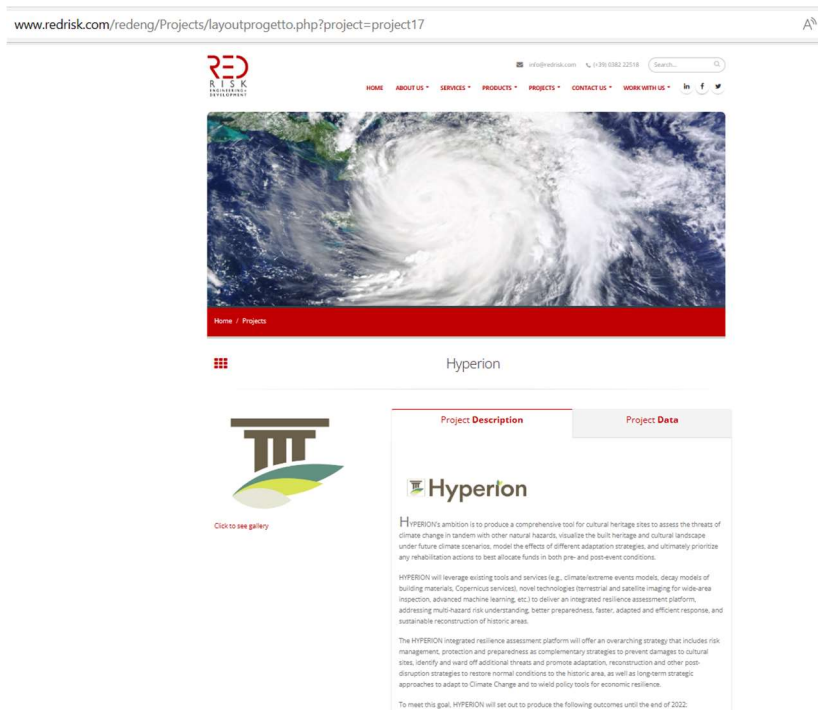 www.redrisk.com/redeng/Projects/layoutprogetto.php?project=project17
RED
RISK
ENGINEERING+
DEVELOPMENT
info@redrisk.com (+39) 0382 22518 Search...
HOME ABOUT US SERVICES PRODUCTS PROJECTS CONTACT US WORK WITH US
Home / Projects
Hyperion
Click to see gallery
Project Description Project Data
Hyperion
HYPERION's ambition is to produce a comprehensive tool for cultural heritage sites to assess the threats of
climate change in tandem with other natural hazards, visualize the built heritage and cultural landscape
under future climate scenarios, model the effects of different adaptation strategies, and ultimately prioritize
any rehabilitation actions to best allocate funds in both pre- and post-event conditions.
HYPERION will leverage existing tools and services (e.g., climate/extreme events models, decay models of
building materials, Copernicus services), novel technologies (terrestrial and satellite imaging for wide-area
inspection, advanced machine learning, etc.) to deliver an integrated resilience assessment platform,
addressing multi-hazard risk understanding, better preparedness, faster, adapted and efficient response, and
sustainable reconstruction of historic areas.
The HYPERION integrated resilience assessment platform will offer an overarching strategy that includes risk
management, protection and preparedness as complementary strategies to prevent damages to cultural
sites, identify and ward off additional threats and promote adaptation, reconstruction and other post-
disruption strategies to restore normal conditions to the historic area, as well as long-term strategic
approaches to adapt to Climate Change and to wield policy tools for economic resilience.
To meet this goal, HYPERION will set out to produce the following outcomes until the end of 2022: